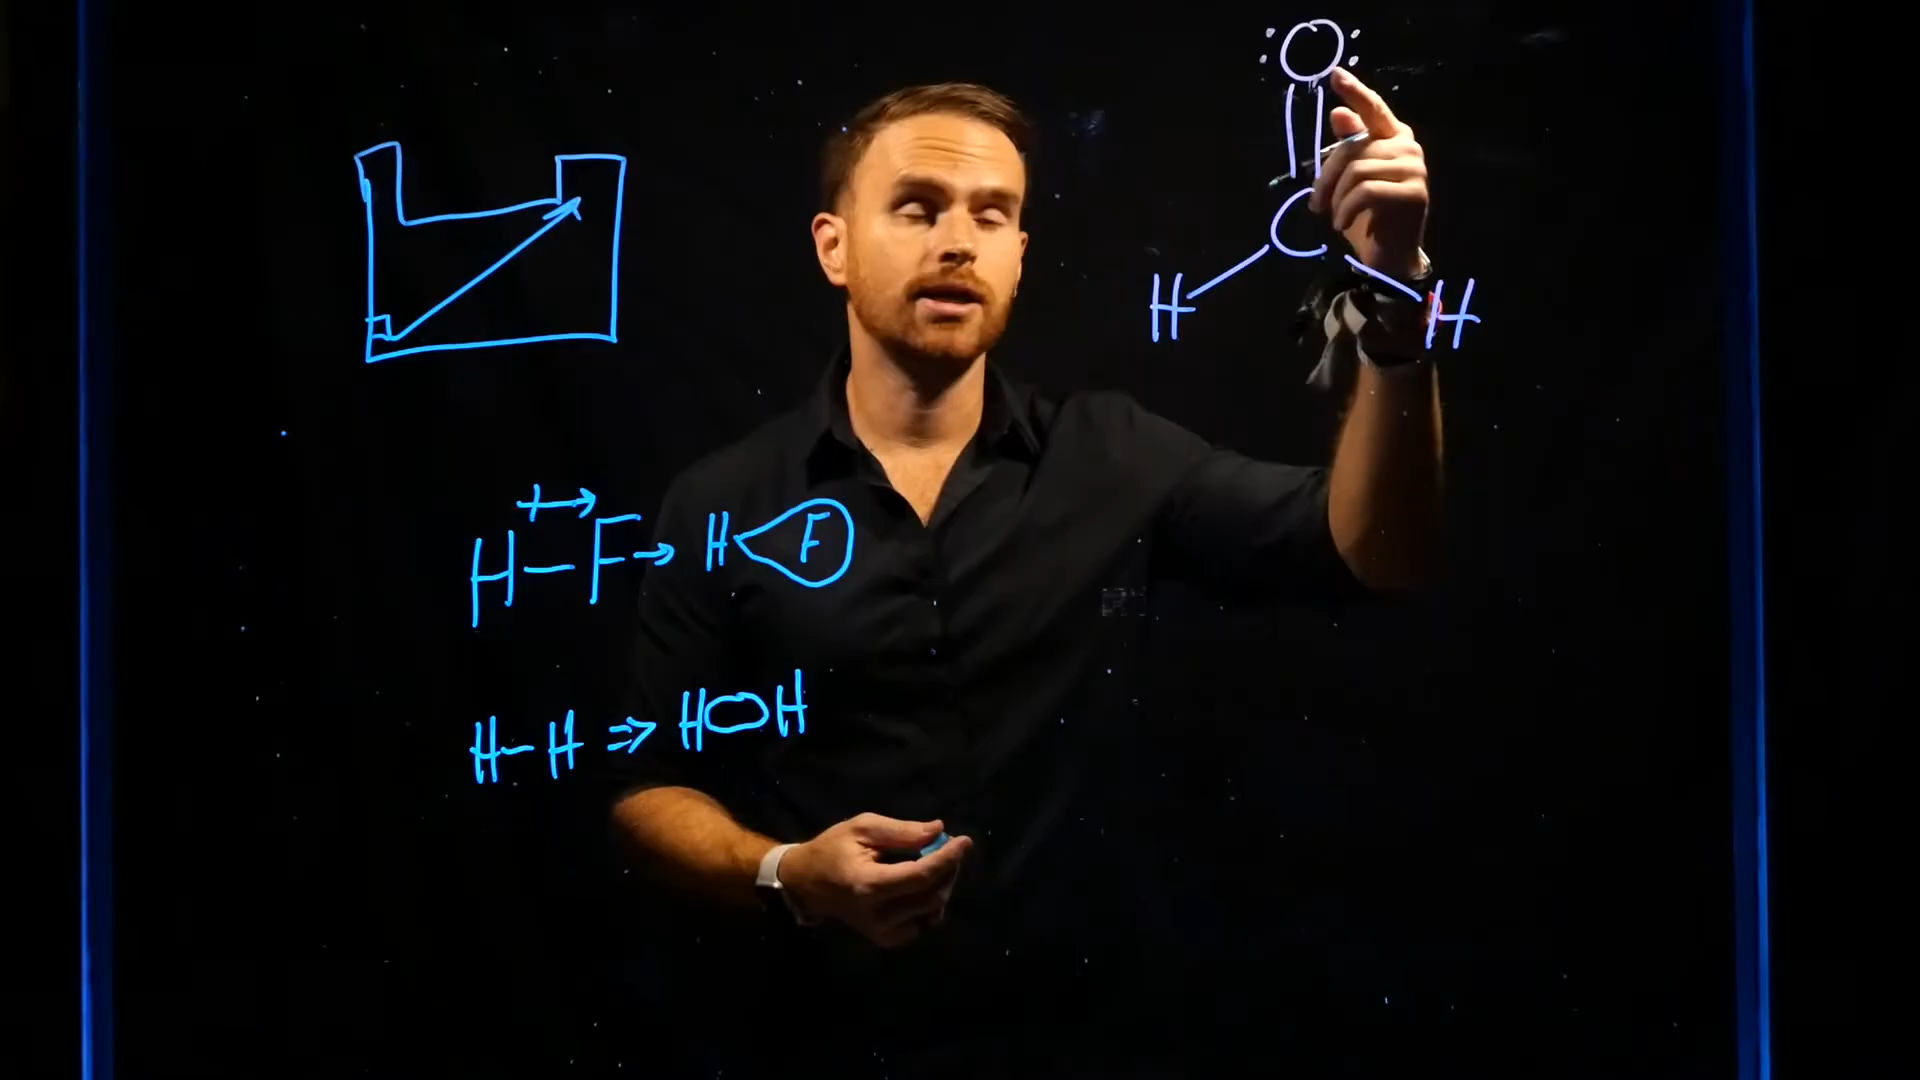 :O:
C
H H
H-F→ H F
H-H ⇒ HOH